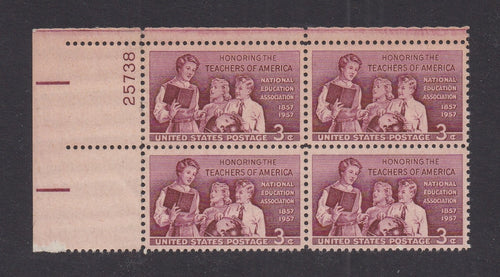 25738
HONORING THE
TEACHERS OF AMERICA
NATIONAL
EDUCATION
ASSOCIATION
1857
1957
UNITED STATES POSTAGE 3¢
HONORING THE
TEACHERS OF AMERICA
NATIONAL
EDUCATION
ASSOCIATION
1857
1957
UNITED STATES POSTAGE 3¢
HONORING THE
TEACHERS OF AMERICA
NATIONAL
EDUCATION
ASSOCIATION
1857
1957
UNITED STATES POSTAGE 3¢
HONORING THE
TEACHERS OF AMERICA
NATIONAL
EDUCATION
ASSOCIATION
1857
1957
UNITED STATES POSTAGE 3¢